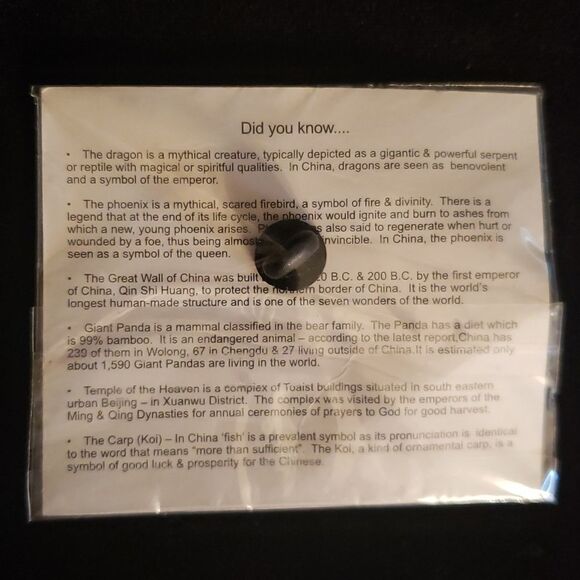 Did you know....
• The dragon is a mythical creature, typically depicted as a gigantic & powerful serpent
or reptile with magical or spiritful qualities. In China, dragons are seen as benovolent
and a symbol of the emperor.
• The phoenix is a mythical, scared firebird, a symbol of fire & divinity. There is a
legend that at the end of its life cycle, the phoenix would ignite and burn to ashes from
which a new, young phoenix arises. also said to regenerate when hurt or
wounded by a foe, thus being almost invincible. In China, the phoenix is
seen as a symbol of the queen.
• The Great Wall of China was built B.C. & 200 B.C. by the first emperor
of China, Qin Shi Huang, to protect the northern border of China. It is the world's
longest human-made structure and is one of the seven wonders of the world.
• Giant Panda is a mammal classified in the bear family. The Panda has a diet which
is 99% bamboo. It is an endangered animal – according to the latest report,China has
239 of them in Wolong, 67 in Chengdu & 27 living outside of China.It is estimated only
about 1,590 Giant Pandas are living in the world.
• Temple of the Heaven is a complex of Toaist buildings situated in south eastern
urban Beijing – in Xuanwu District. The complex was visited by the emperors of the
Ming & Qing Dynasties for annual ceremonies of prayers to God for good harvest.
• The Carp (Koi) – In China 'fish' is a prevalent symbol as its pronunciation is identical
to the word that means "more than sufficient". The Koi, a kind of ornamental carp, is a
symbol of good luck & prosperity for the Chinese.